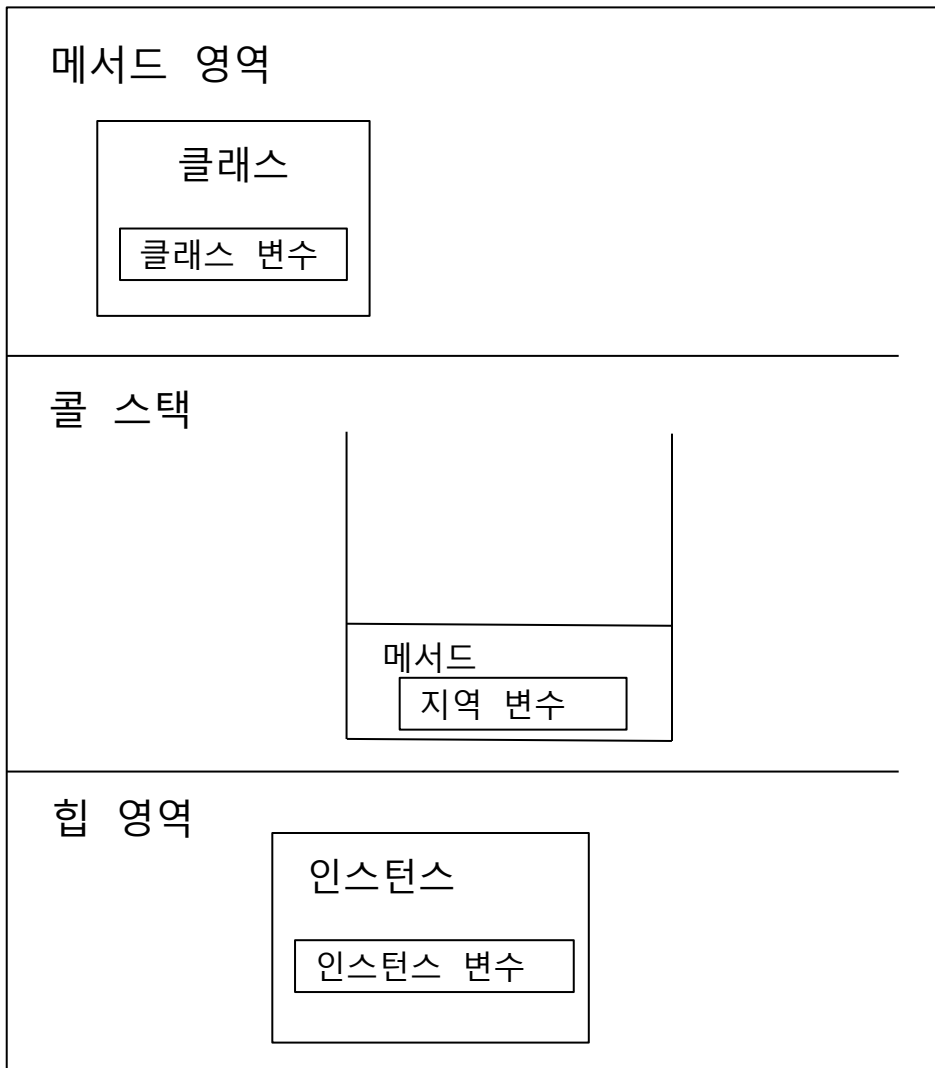 메서드 영역
클래스
클래스 변수
콜 스택
메서드
지역 변수
힙 영역
인스턴스
인스턴스 변수